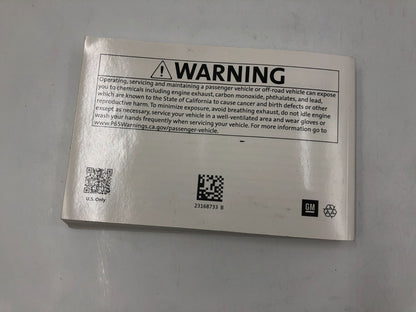 WARNING
Operating, servicing and maintaining a passenger vehicle or off-road vehicle can expose
you to chemicals including engine exhaust, carbon monoxide, phthalates, and lead,
which are known to the State of California to cause cancer and birth defects or other
reproductive harm. To minimize exposure, avoid breathing exhaust, do not idle engine
except as necessary, service your vehicle in a well-ventilated area and wear gloves or
wash your hands frequently when servicing your vehicle. For more information go to
www.P65Warnings.ca.gov/passenger-vehicle.
U.S. Only
23168733 B
GM